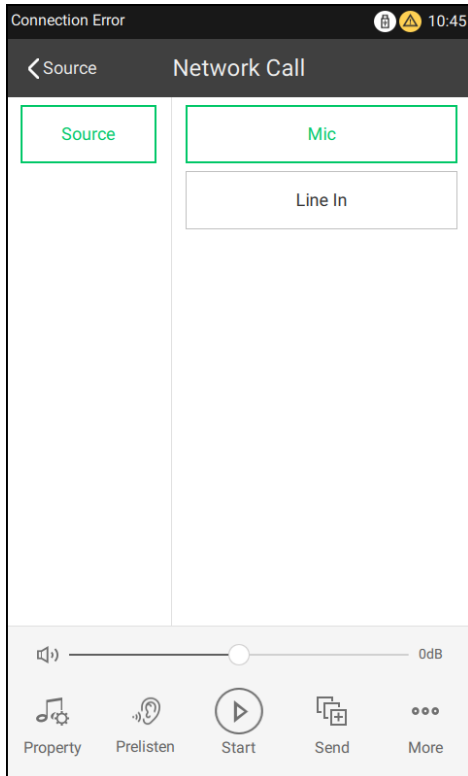 Connection Error 10:45
Source Network Call
Source Mic
Line In
0dB
Property Prelisten Start Send More